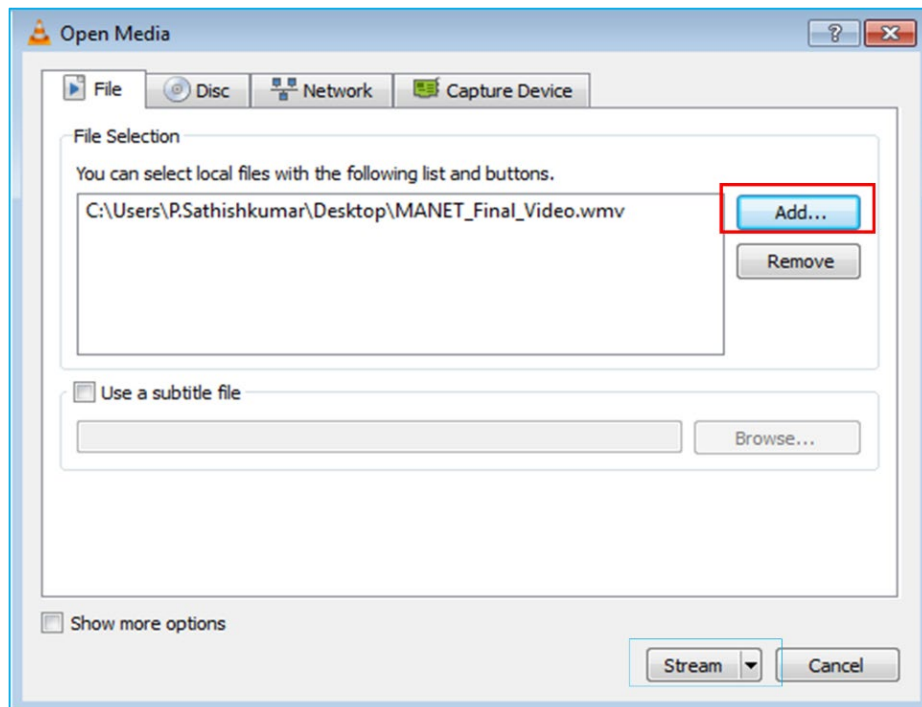 Open Media
File
Disc
Network
Capture Device
File Selection
You can select local files with the following list and buttons.
C:\Users\P.Sathishkumar\Desktop\MANET_Final_Video.wmv
Add...
Remove
Use a subtitle file
Browse...
Show more options
Stream
Cancel